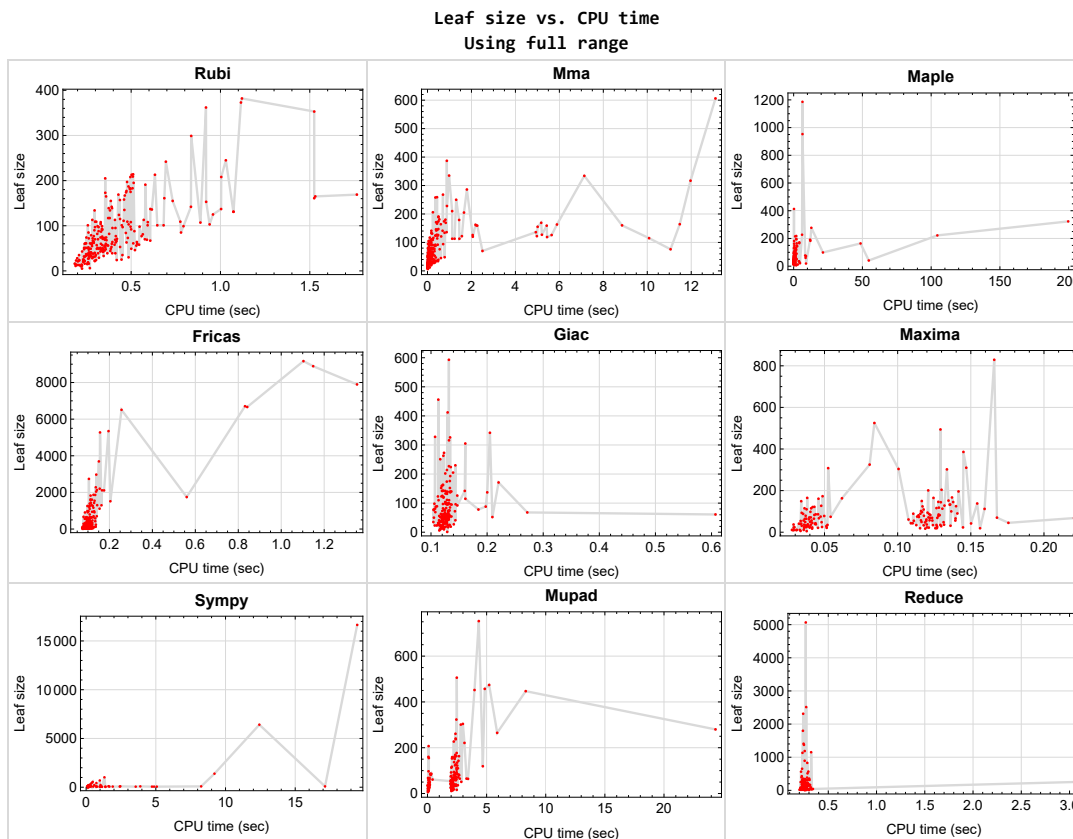 Leaf size vs. CPU time
Using full range
Rubi
Leaf size
400
300
200
100
0
0.5 1.0 1.5
CPU time (sec)
Mma
Leaf size
600
500
400
300
200
100
0
0 2 4 6 8 10 12
CPU time (sec)
Maple
Leaf size
1200
1000
800
600
400
200
0
0 50 100 150 200
CPU time (sec)
Fricas
Leaf size
8000
6000
4000
2000
0
0.2 0.4 0.6 0.8 1.0 1.2
CPU time (sec)
Giac
Leaf size
600
500
400
300
200
100
0
0.1 0.2 0.3 0.4 0.5 0.6
CPU time (sec)
Maxima
Leaf size
800
600
400
200
0
0.05 0.10 0.15 0.20
CPU time (sec)
Sympy
Leaf size
15000
10000
5000
0
0 5 10 15
CPU time (sec)
Mupad
Leaf size
600
400
200
0
0 5 10 15 20
CPU time (sec)
Reduce
Leaf size
5000
4000
3000
2000
1000
0
0.5 1.0 1.5 2.0 2.5 3.0
CPU time (sec)